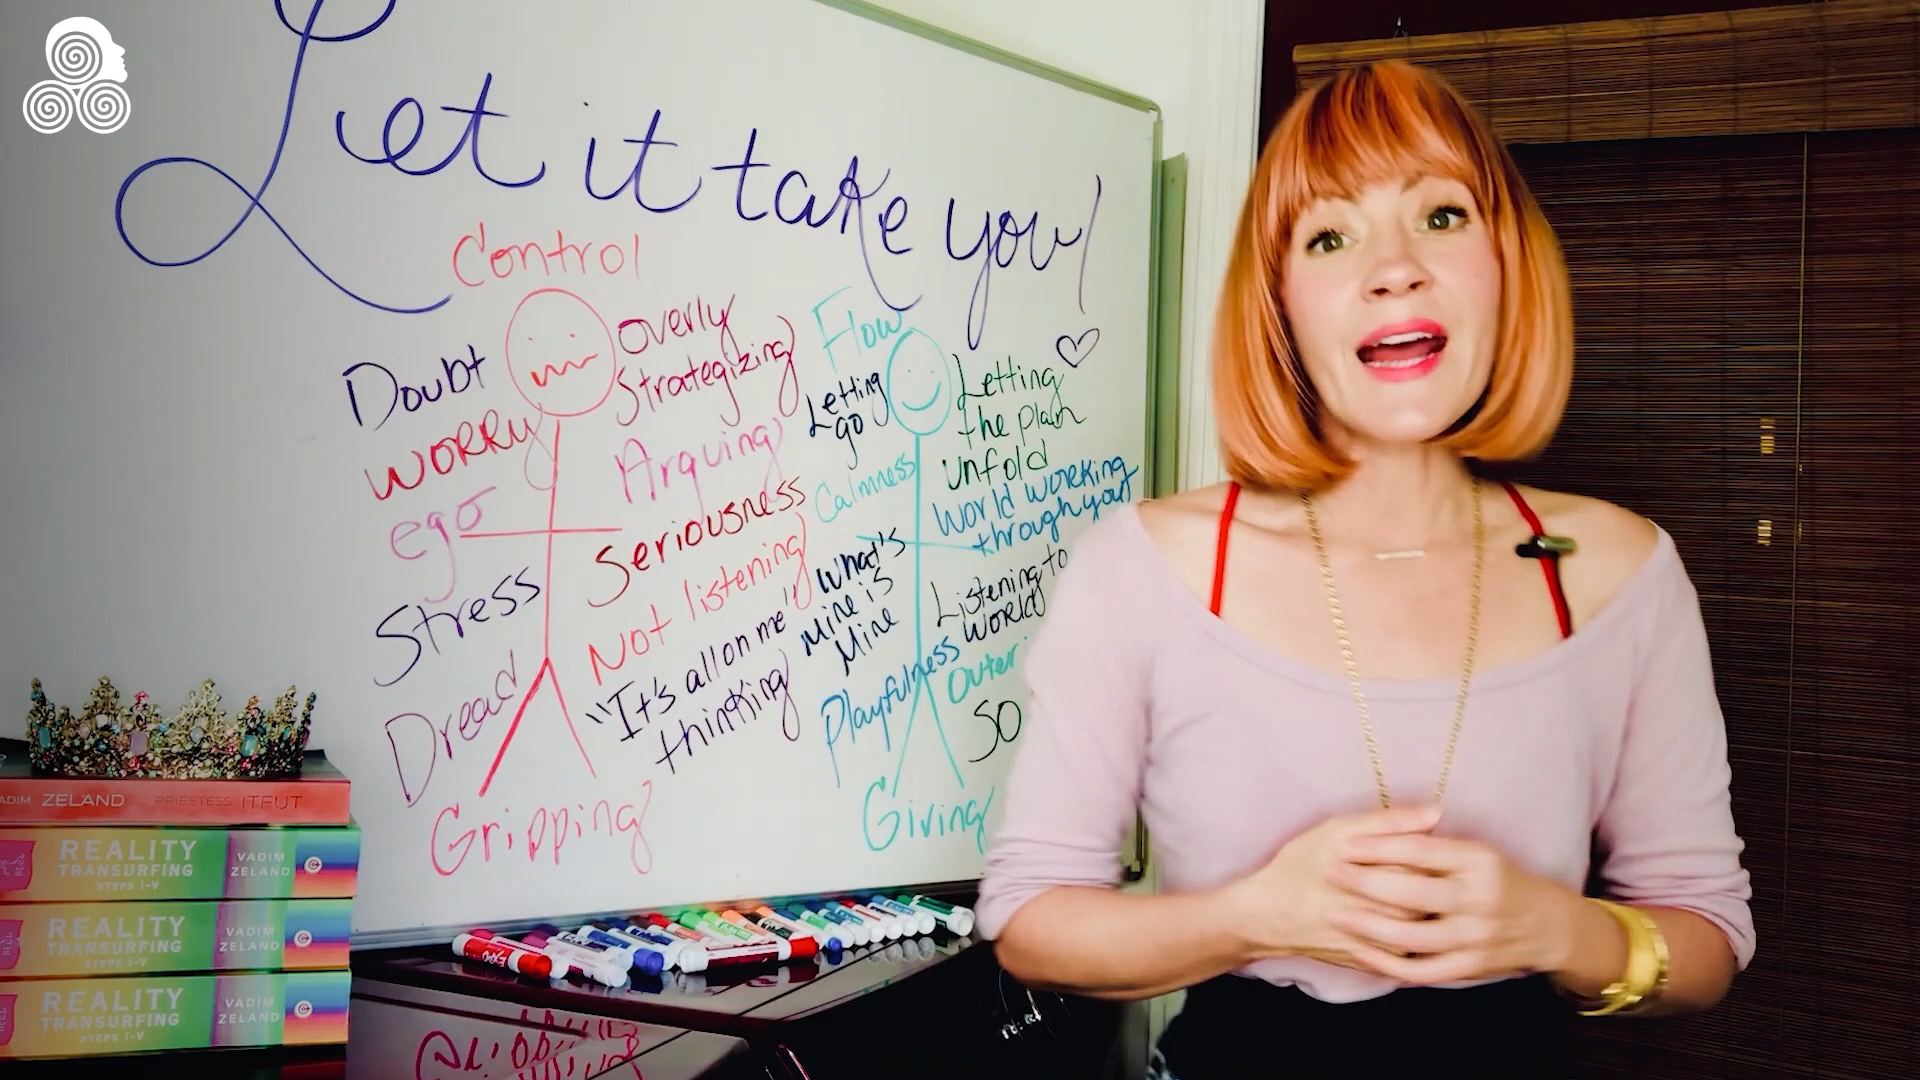 Let it take you!
Control
Doubt
WORRY
ego
Stress
Dread
Gripping
overly
Strategizing
Arguing
Seriousness
Not listening
"It's all on me"
thinking
Flow
Letting
go
Calmness
What's
Mine is
Mine
Playfulness
Giving
Letting
the plan
unfold
World working
through you
Listening to
World
Outer
SO
ZELAND PRIESTESS ITFUT
REALITY
TRANSURFING
STEPS I-V
VADIM
ZELAND
REALITY
TRANSURFING
STEPS I-V
VADIM
ZELAND
REALITY
TRANSURFING
STEPS I-V
VADIM
ZELAND
EXPO